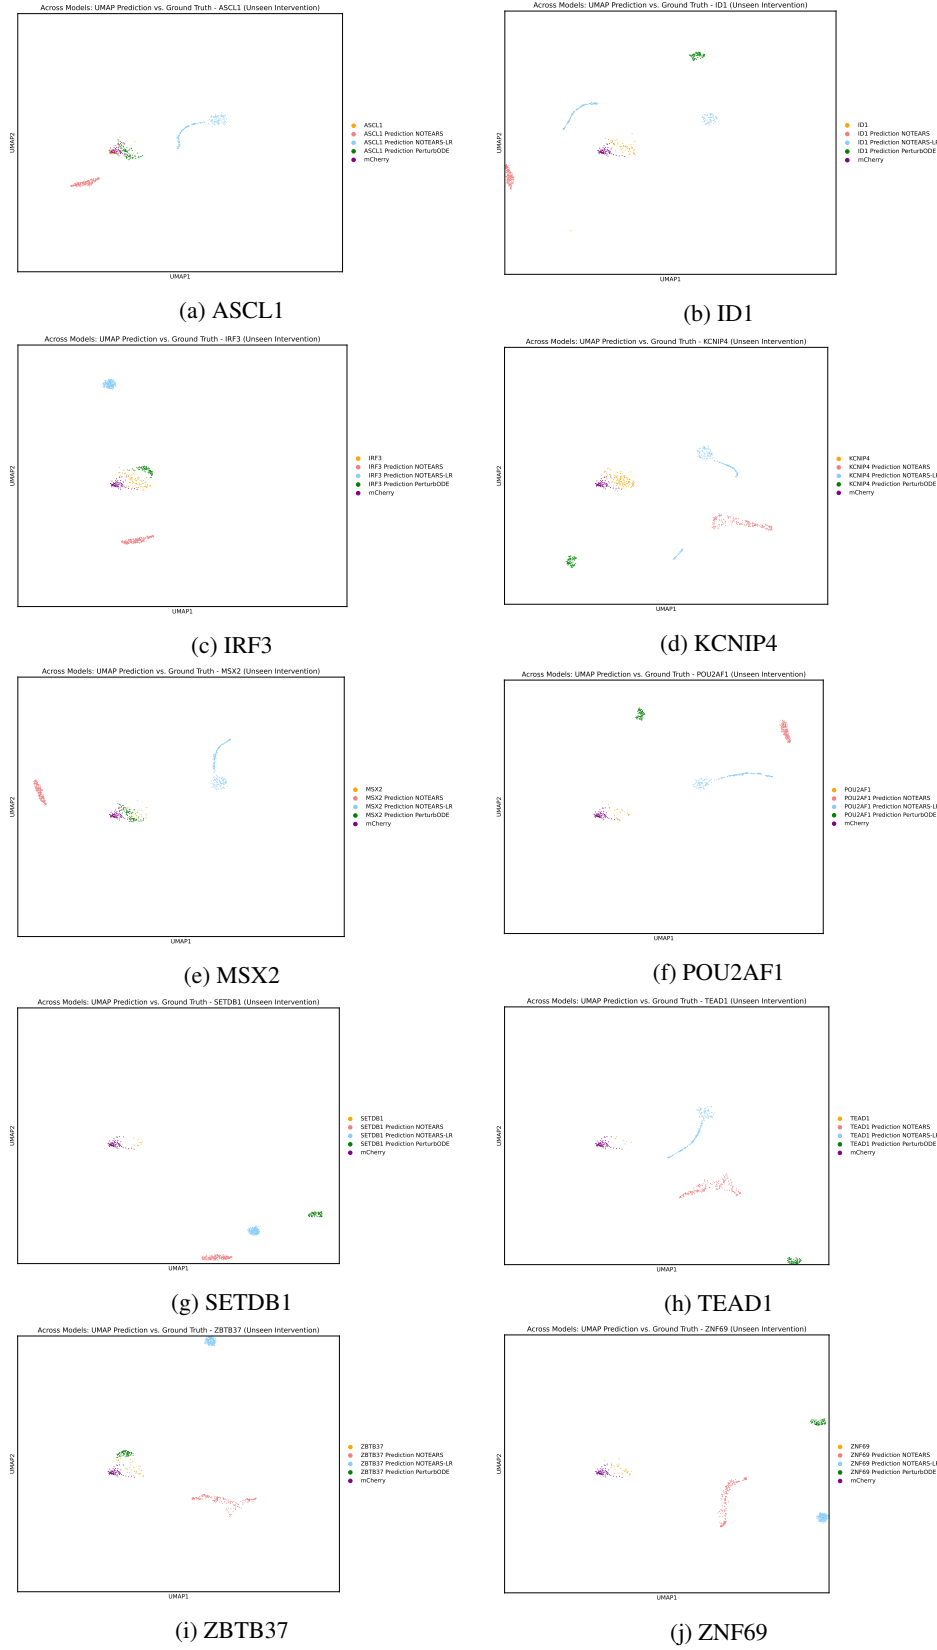 Across Models: UMAP Prediction vs. Ground Truth - ASCL1 (Unseen Intervention)
UMAP2
ASCL1
ASCL1 Prediction NOTEARS
ASCL1 Prediction NOTEARS-LR
ASCL1 Prediction PerturbODE
mCherry
UMAP1
(a) ASCL1
Across Models: UMAP Prediction vs. Ground Truth - ID1 (Unseen Intervention)
UMAP2
ID1
ID1 Prediction NOTEARS
ID1 Prediction NOTEARS-LR
ID1 Prediction PerturbODE
mCherry
UMAP1
(b) ID1
Across Models: UMAP Prediction vs. Ground Truth - IRF3 (Unseen Intervention)
UMAP2
IRF3
IRF3 Prediction NOTEARS
IRF3 Prediction NOTEARS-LR
IRF3 Prediction PerturbODE
mCherry
UMAP1
(c) IRF3
Across Models: UMAP Prediction vs. Ground Truth - KCNIP4 (Unseen Intervention)
UMAP2
KCNIP4
KCNIP4 Prediction NOTEARS
KCNIP4 Prediction NOTEARS-LR
KCNIP4 Prediction PerturbODE
mCherry
UMAP1
(d) KCNIP4
Across Models: UMAP Prediction vs. Ground Truth - MSX2 (Unseen Intervention)
UMAP2
MSX2
MSX2 Prediction NOTEARS
MSX2 Prediction NOTEARS-LR
MSX2 Prediction PerturbODE
mCherry
UMAP1
(e) MSX2
Across Models: UMAP Prediction vs. Ground Truth - POU2AF1 (Unseen Intervention)
UMAP2
POU2AF1
POU2AF1 Prediction NOTEARS
POU2AF1 Prediction NOTEARS-LR
POU2AF1 Prediction PerturbODE
mCherry
UMAP1
(f) POU2AF1
Across Models: UMAP Prediction vs. Ground Truth - SETDB1 (Unseen Intervention)
UMAP2
SETDB1
SETDB1 Prediction NOTEARS
SETDB1 Prediction NOTEARS-LR
SETDB1 Prediction PerturbODE
mCherry
UMAP1
(g) SETDB1
Across Models: UMAP Prediction vs. Ground Truth - TEAD1 (Unseen Intervention)
UMAP2
TEAD1
TEAD1 Prediction NOTEARS
TEAD1 Prediction NOTEARS-LR
TEAD1 Prediction PerturbODE
mCherry
UMAP1
(h) TEAD1
Across Models: UMAP Prediction vs. Ground Truth - ZBTB37 (Unseen Intervention)
UMAP2
ZBTB37
ZBTB37 Prediction NOTEARS
ZBTB37 Prediction NOTEARS-LR
ZBTB37 Prediction PerturbODE
mCherry
UMAP1
(i) ZBTB37
Across Models: UMAP Prediction vs. Ground Truth - ZNF69 (Unseen Intervention)
UMAP2
ZNF69
ZNF69 Prediction NOTEARS
ZNF69 Prediction NOTEARS-LR
ZNF69 Prediction PerturbODE
mCherry
UMAP1
(j) ZNF69